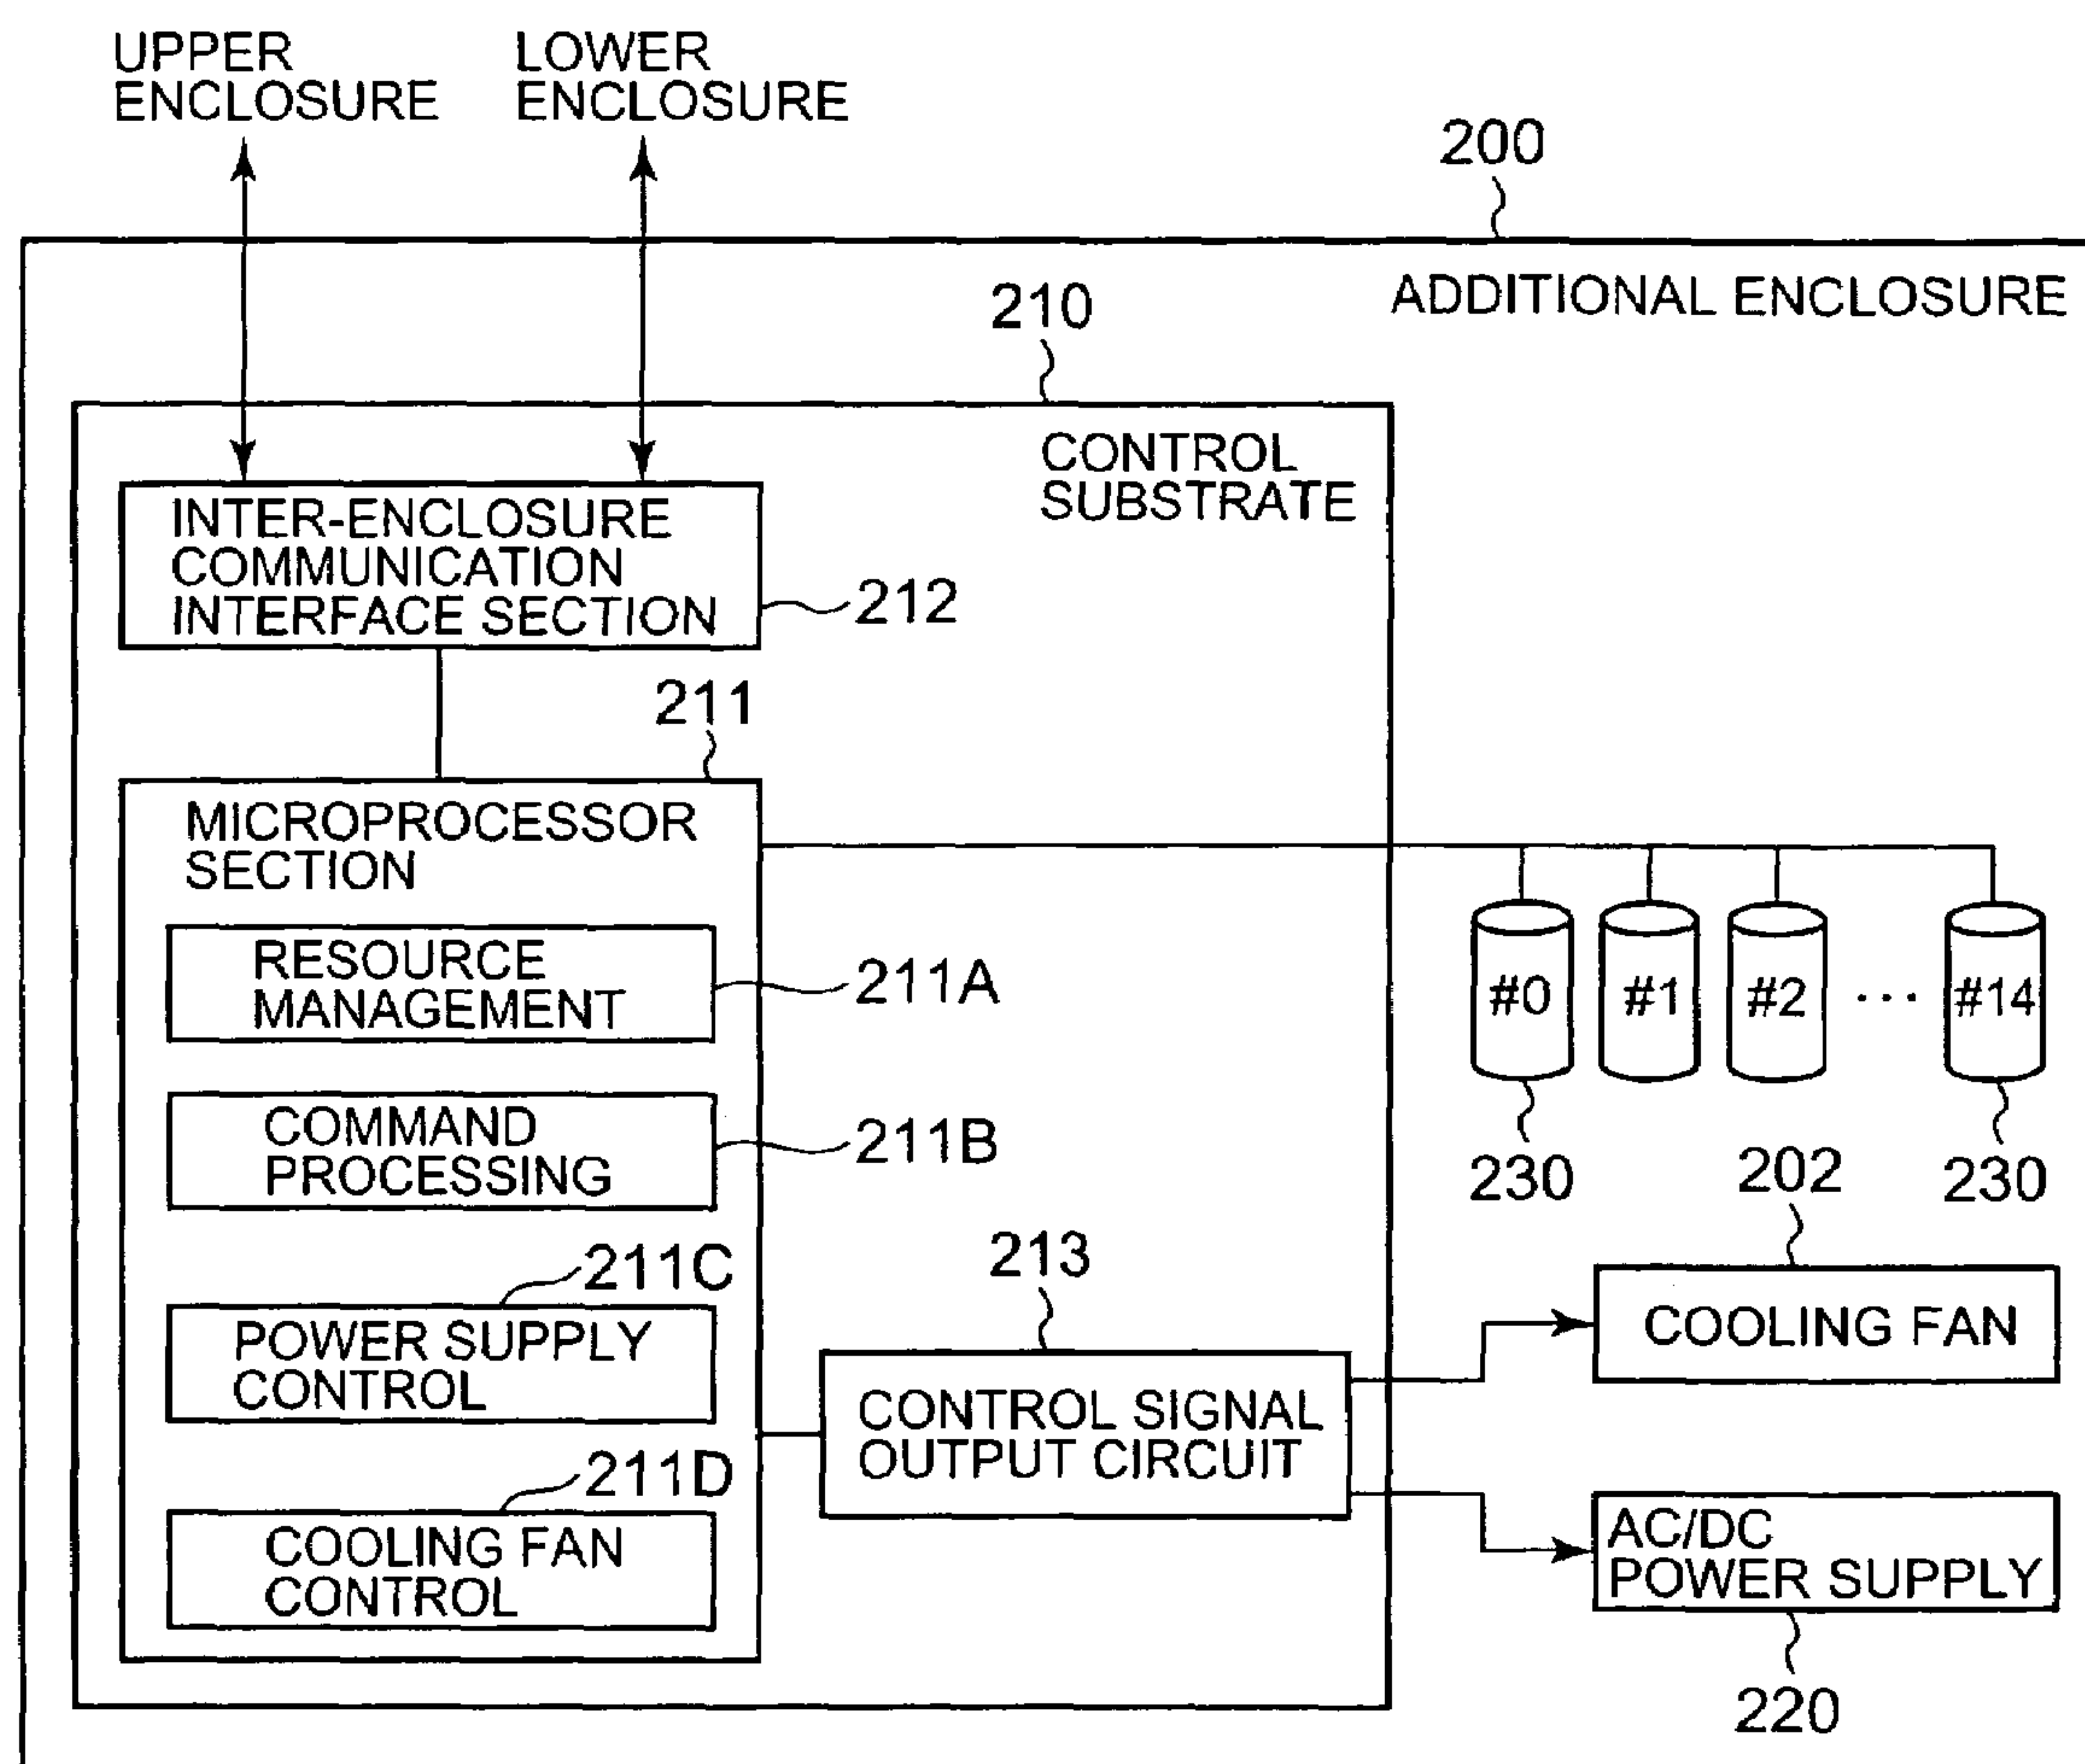 UPPER
ENCLOSURE
LOWER
ENCLOSURE
200
ADDITIONAL ENCLOSURE
210
CONTROL
SUBSTRATE
INTER-ENCLOSURE
COMMUNICATION
INTERFACE SECTION
212
211
MICROPROCESSOR
SECTION
RESOURCE
MANAGEMENT
211A
#0
#1
#2
...
#14
COMMAND
PROCESSING
211B
230
230
202
211C
POWER SUPPLY
CONTROL
213
CONTROL SIGNAL
OUTPUT CIRCUIT
COOLING FAN
211D
COOLING FAN
CONTROL
AC/DC
POWER SUPPLY
220